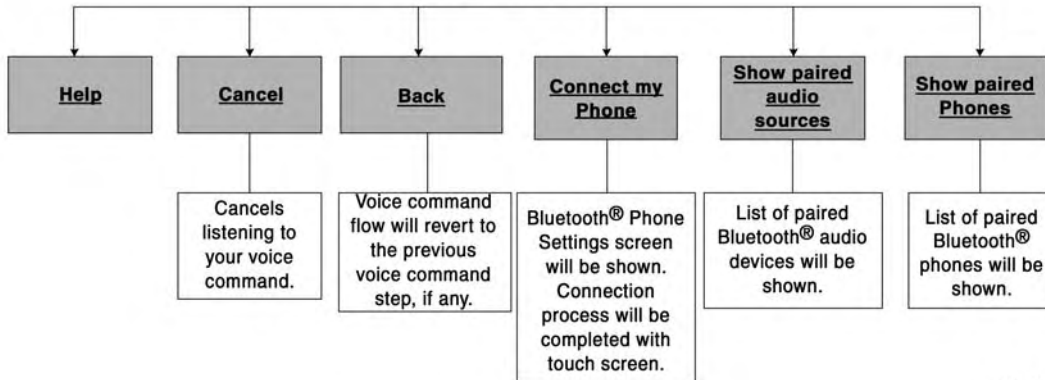 Help
Cancel
Back
Connect my
Phone
Show paired
audio
sources
Show paired
Phones
Cancels
listening to
your voice
command.
Voice command
flow will revert to
the previous
voice command
step, if any.
Bluetooth® Phone
Settings screen
will be shown.
Connection
process will be
completed with
touch screen.
List of paired
Bluetooth® audio
devices will be
shown.
List of paired
Bluetooth®
phones will be
shown.